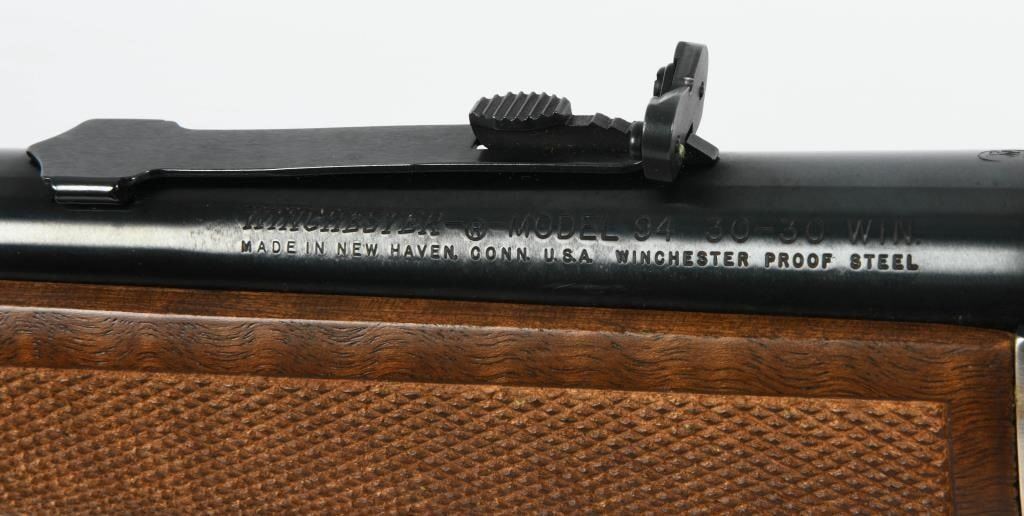 WINCHESTER-®-MODEL 94 30-30 WIN.
MADE IN NEW HAVEN, CONN. U.S.A. WINCHESTER PROOF STEEL